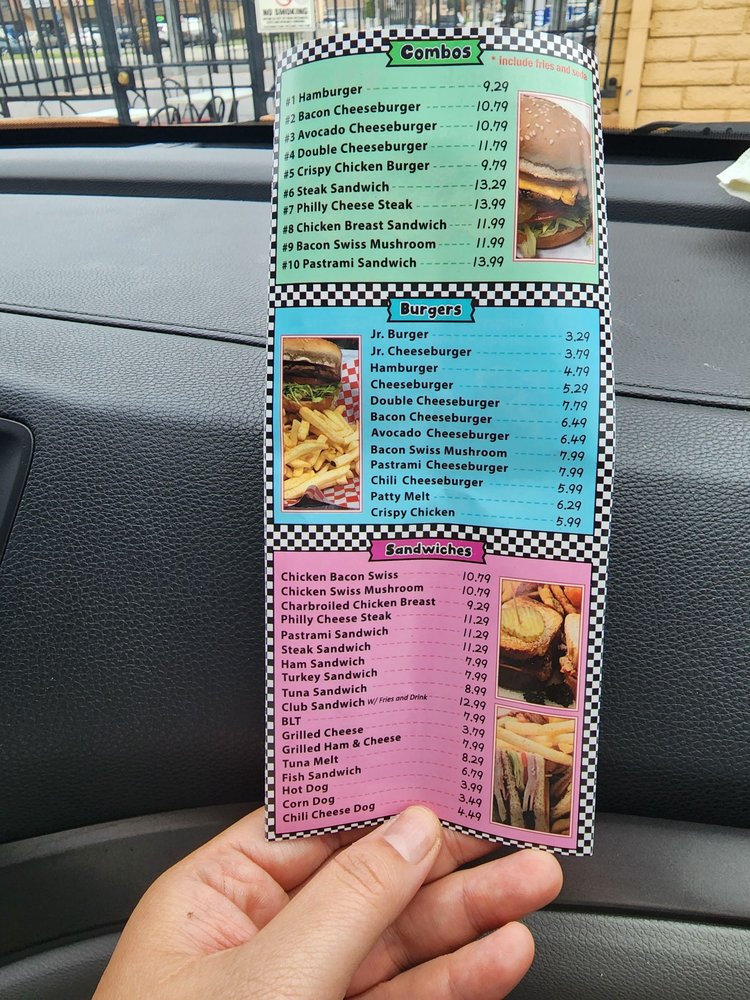 NO SMOKING
Combos
* include fries and soda
#1 Hamburger 9.29
#2 Bacon Cheeseburger 10.79
#3 Avocado Cheeseburger 10.79
#4 Double Cheeseburger 11.79
#5 Crispy Chicken Burger 9.79
#6 Steak Sandwich 13.29
#7 Philly Cheese Steak 13.99
#8 Chicken Breast Sandwich 11.99
#9 Bacon Swiss Mushroom 11.99
#10 Pastrami Sandwich 13.99
Burgers
Jr. Burger 3.29
Jr. Cheeseburger 3.79
Hamburger 4.79
Cheeseburger 5.29
Double Cheeseburger 7.79
Bacon Cheeseburger 6.49
Avocado Cheeseburger 6.49
Bacon Swiss Mushroom 7.99
Pastrami Cheeseburger 7.99
Chili Cheeseburger 5.99
Patty Melt 6.29
Crispy Chicken 5.99
Sandwiches
Chicken Bacon Swiss 10.79
Chicken Swiss Mushroom 10.79
Charbroiled Chicken Breast 9.29
Philly Cheese Steak 11.29
Pastrami Sandwich 11.29
Steak Sandwich 11.29
Ham Sandwich 7.99
Turkey Sandwich 7.99
Tuna Sandwich 8.99
Club Sandwich W/ Fries and Drink 12.99
BLT 7.99
Grilled Cheese 3.79
Grilled Ham & Cheese 7.99
Tuna Melt 8.29
Fish Sandwich 6.79
Hot Dog 3.99
Corn Dog 3.49
Chili Cheese Dog 4.49